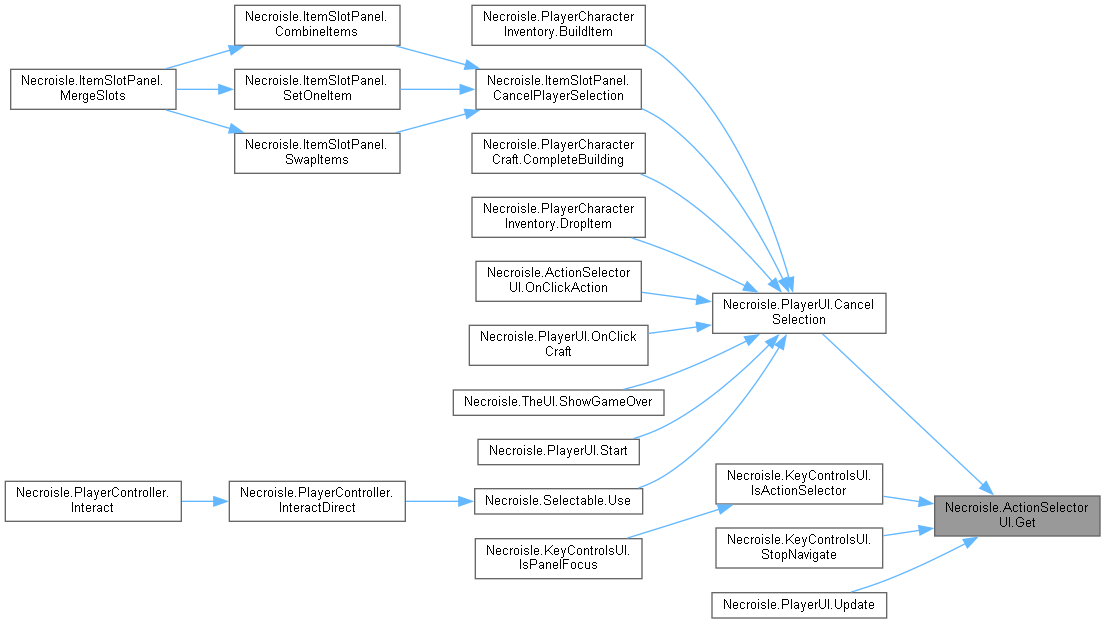 Necroisle.ItemSlotPanel.
CombineItems
Necroisle.PlayerCharacter
Inventory.BuildItem
Necroisle.ItemSlotPanel.
MergeSlots
Necroisle.ItemSlotPanel.
SetOneItem
Necroisle.ItemSlotPanel.
CancelPlayerSelection
Necroisle.ItemSlotPanel.
SwapItems
Necroisle.PlayerCharacter
Craft.CompleteBuilding
Necroisle.PlayerCharacter
Inventory.DropItem
Necroisle.ActionSelector
UI.OnClickAction
Necroisle.PlayerUI.Cancel
Selection
Necroisle.PlayerUI.OnClick
Craft
Necroisle.TheUI.ShowGameOver
Necroisle.PlayerUI.Start
Necroisle.PlayerController.
Interact
Necroisle.PlayerController.
InteractDirect
Necroisle.Selectable.Use
Necroisle.KeyControlsUI.
IsActionSelector
Necroisle.ActionSelector
UI.Get
Necroisle.KeyControlsUI.
IsPanelFocus
Necroisle.KeyControlsUI.
StopNavigate
Necroisle.PlayerUI.Update